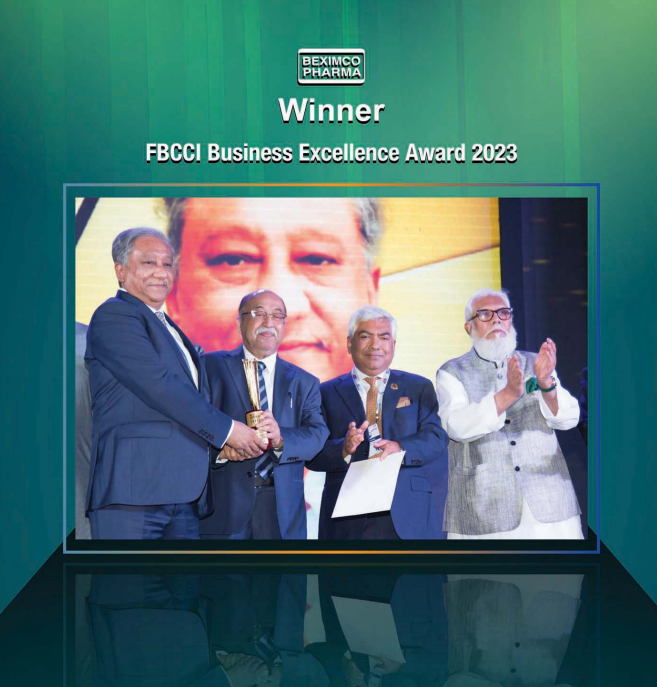 BEXIMCO
PHARMA
Winner
FBCCI Business Excellence Award 2023